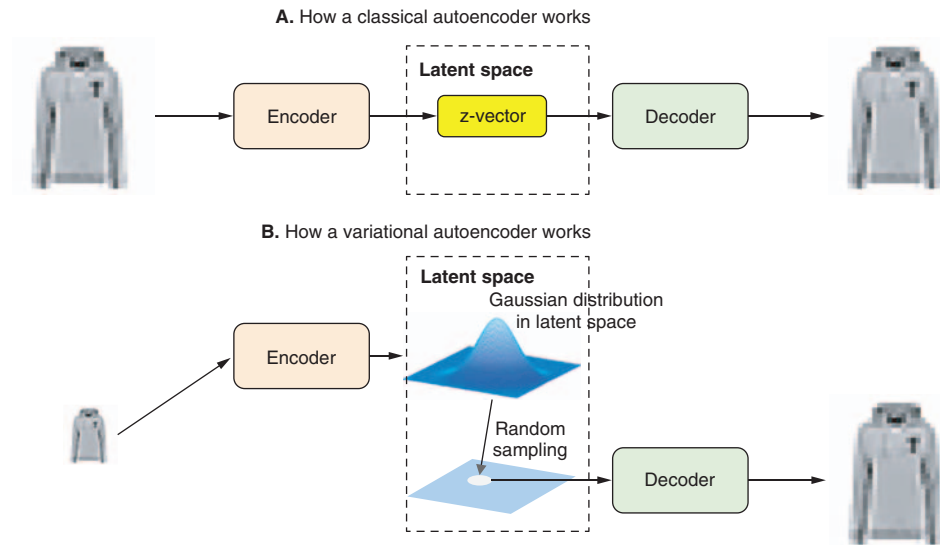 A. How a classical autoencoder works
Latent space
Encoder
z-vector
Decoder
B. How a variational autoencoder works
Latent space
Gaussian distribution
in latent space
Encoder
Random
sampling
Decoder